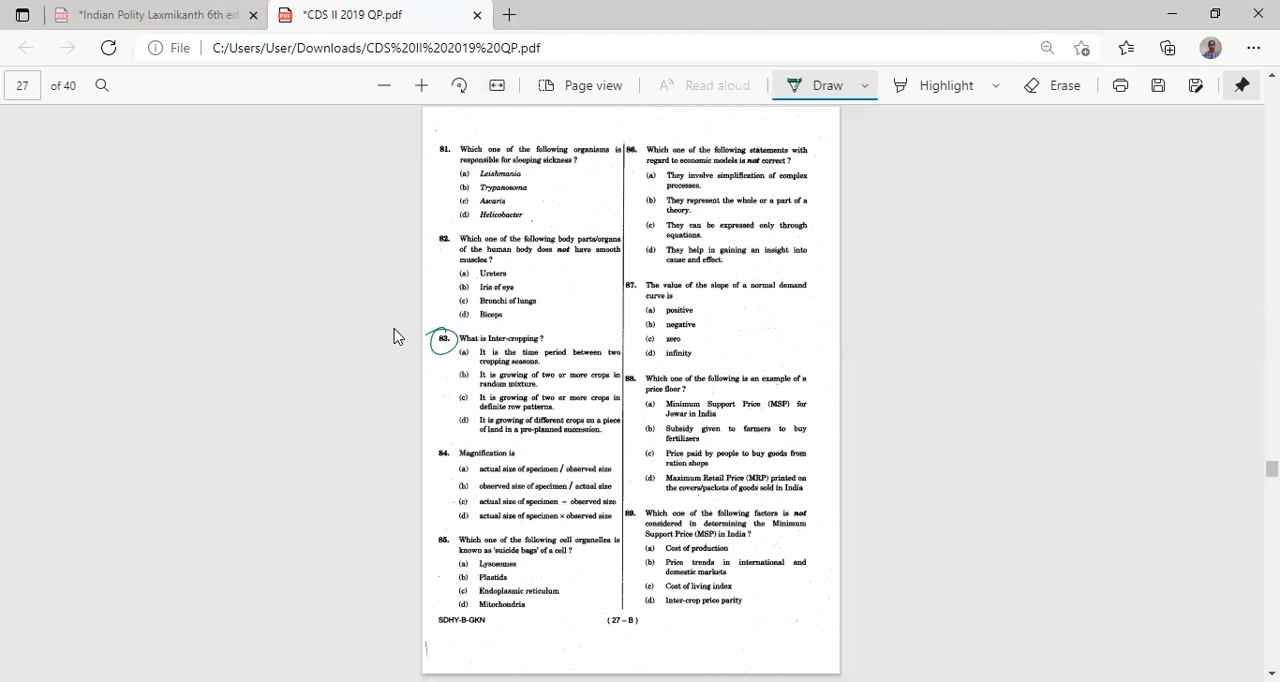 *Indian Polity Laxmikanth 6th ed
*CDS II 2019 QP.pdf
File
C:/Users/User/Downloads/CDS%20II%202019%20QP.pdf
27 of 40
Page view
Read aloud
Draw
Highlight
Erase
81. Which one of the following organisms is responsible for sleeping sickness ?
(a) Leishmania
(b) Trypanosoma
(c) Ascaris
(d) Helicobacter
82. Which one of the following body parts/organs
of the human body does not have smooth
muscles ?
(a) Ureters
(b) Iris of eye
(c) Bronchi of lungs
(d) Biceps
83. What is Inter-cropping ?
(a) It is the time period between two
cropping seasons.
(b) It is growing of two or more crops in
random mixture.
(c) It is growing of two or more crops in
definite row patterns.
(d) It is growing of different crops on a piece
of land in a pre-planned succession.
84. Magnification is
(a) actual size of specimen / observed size
(b) observed size of specimen / actual size
(c) actual size of specimen – observed size
(d) actual size of specimen × observed size
85. Which one of the following cell organelles is
known as 'suicide bags' of a cell ?
(a) Lysosomes
(b) Plastids
(c) Endoplasmic reticulum
(d) Mitochondria
86. Which one of the following statements with
regard to economic models is not correct ?
(a) They involve simplification of complex
processes.
(b) They represent the whole or a part of a
theory.
(c) They can be expressed only through
equations.
(d) They help in gaining an insight into
cause and effect.
87. The value of the slope of a normal demand
curve is
(a) positive
(b) negative
(c) zero
(d) infinity
88. Which one of the following is an example of a
price floor ?
(a) Minimum Support Price (MSP) for
Jowar in India
(b) Subsidy given to farmers to buy
fertilizers
(c) Price paid by people to buy goods from
ration shops
(d) Maximum Retail Price (MRP) printed on
the covers/packets of goods sold in India
89. Which one of the following factors is not
considered in determining the Minimum
Support Price (MSP) in India ?
(a) Cost of production
(b) Price trends in international and
domestic markets
(c) Cost of living index
(d) Inter-crop price parity
SDHY-B-GKN
( 27 – B )